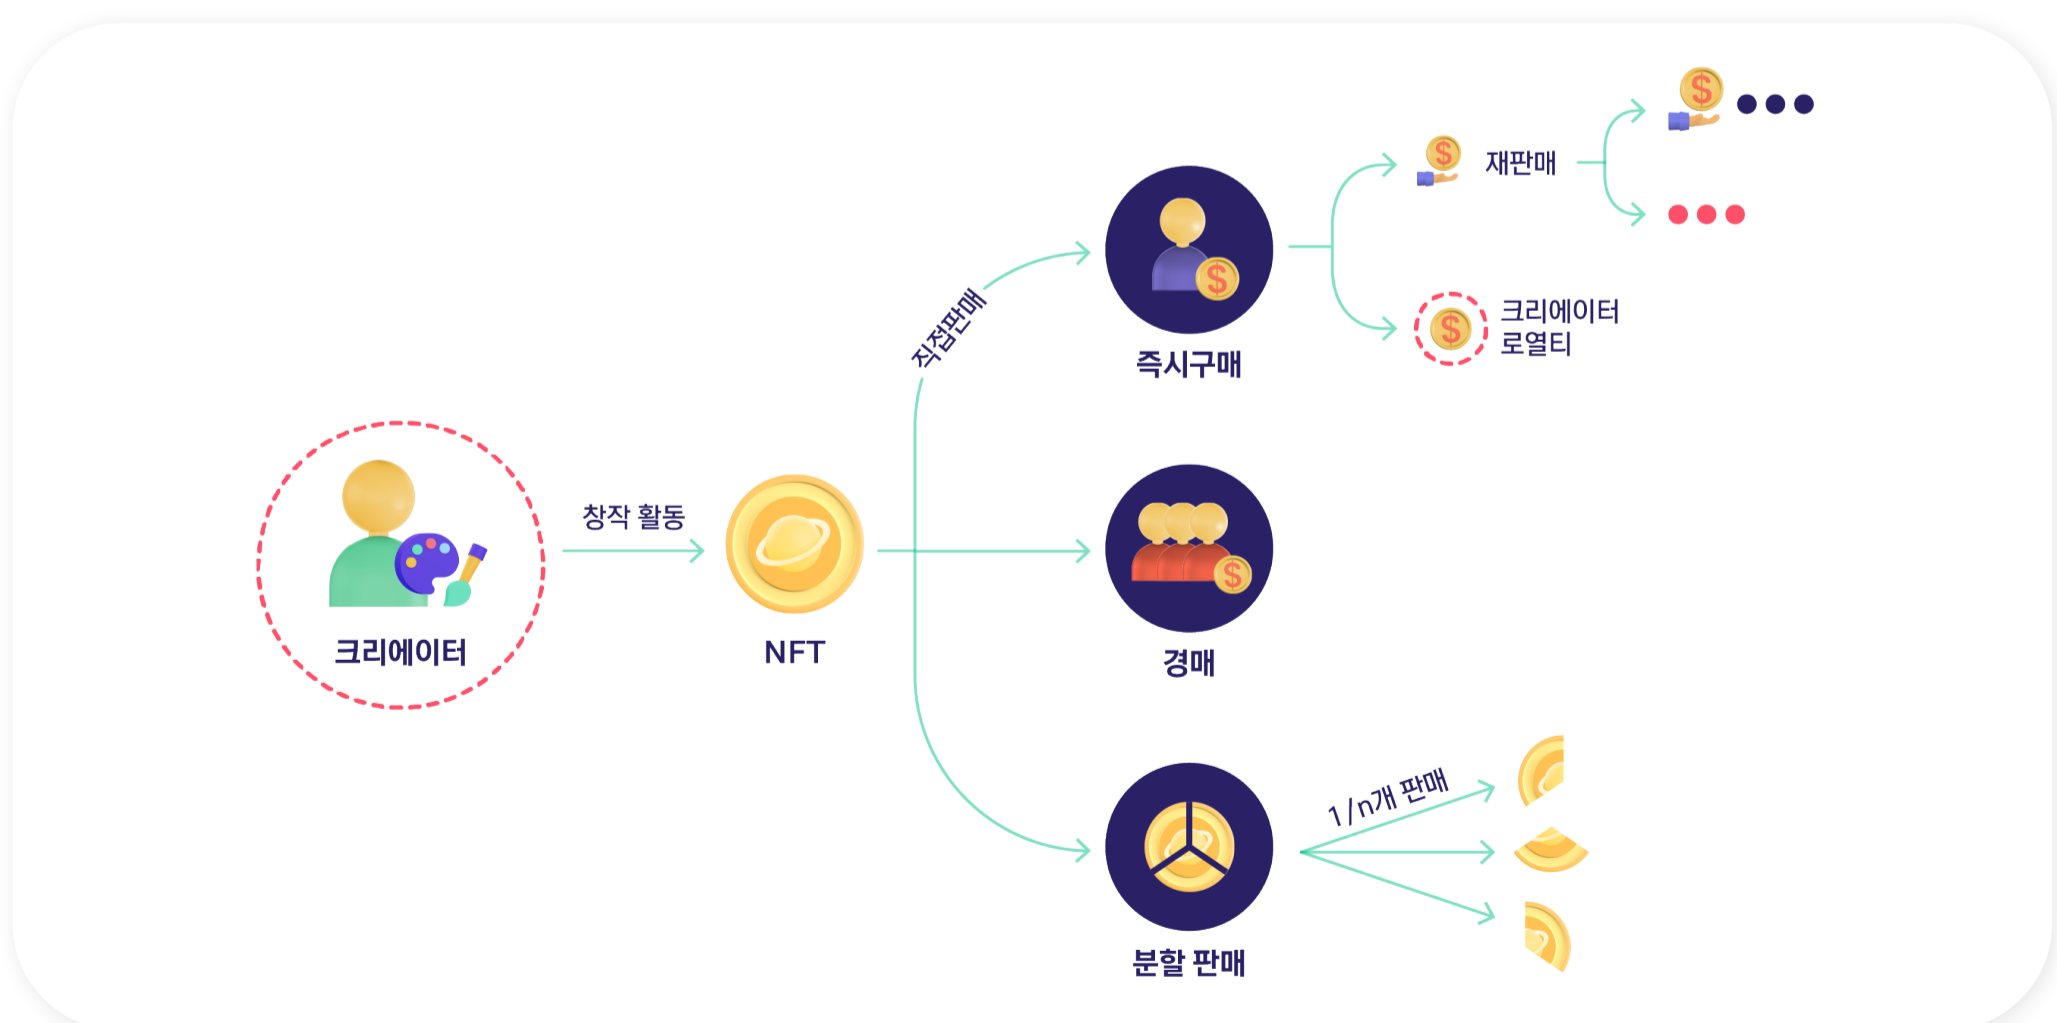 크리에이터
창작 활동
NFT
직접판매
즉시구매
$
$
재판매
$
$
크리에이터
로열티
경매
$
분할 판매
1/n개 판매